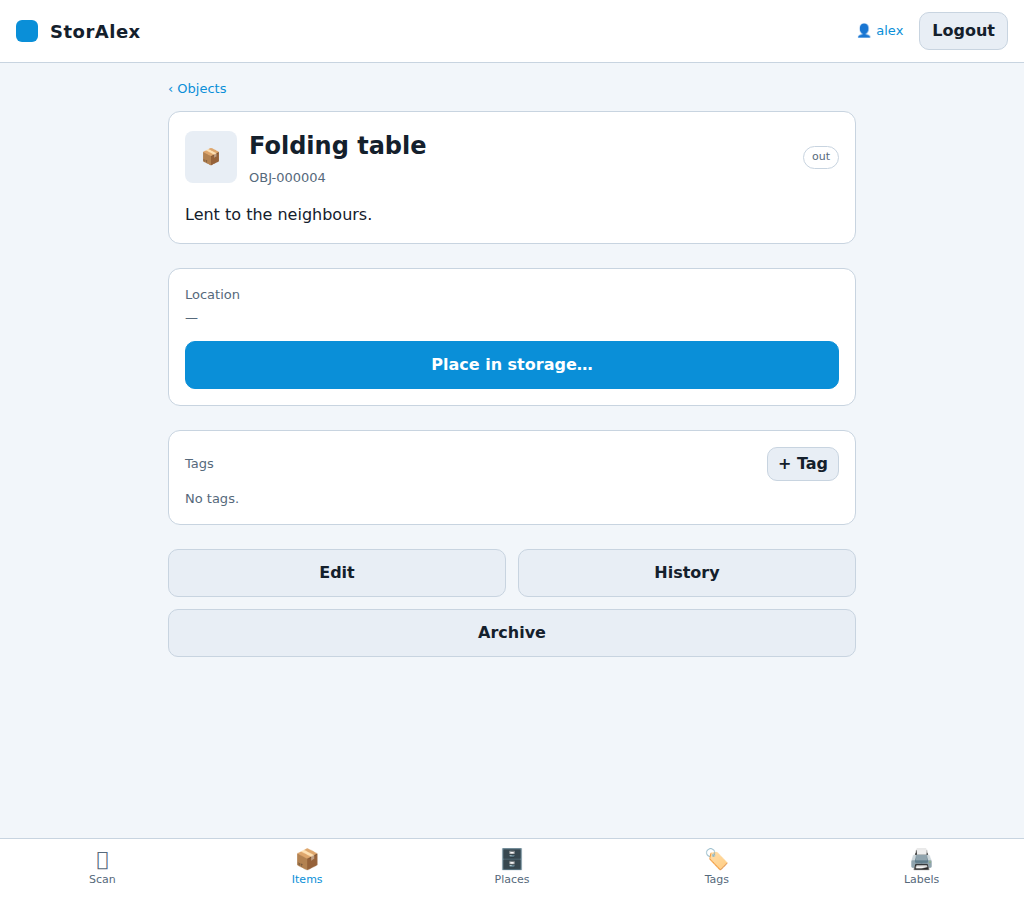 StorAlex
alex
Logout
‹ Objects
Folding table
OBJ-000004
out
Lent to the neighbours.
Location
—
Place in storage…
Tags
+ Tag
No tags.
Edit
History
Archive
Scan
Items
Places
Tags
Labels